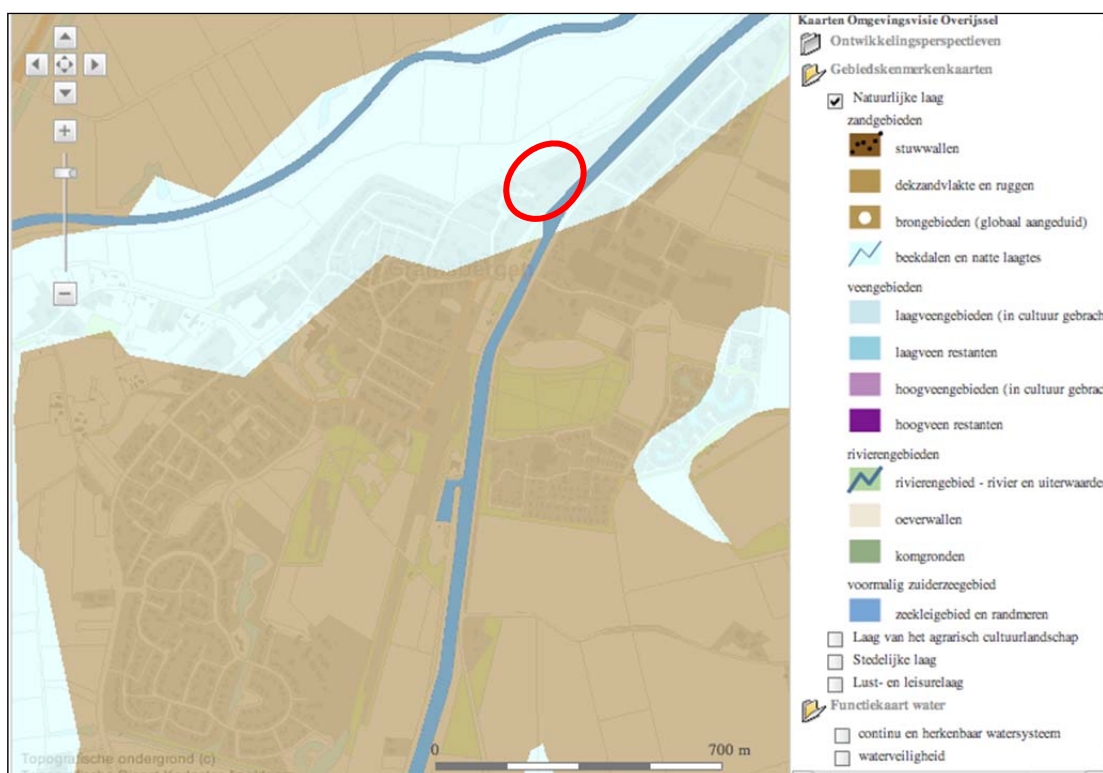 Kaarten Omgevingsvisie Overijssel
Ontwikkelingsperspectieven
Gebiedskenmerkenkaarten
Natuurlijke laag
zandgebieden
stuwwallen
dekzandvlakte en ruggen
brongebieden (globaal aangeduid)
beekdalen en natte laagtes
veengebieden
laagveengebieden (in cultuur gebrach
laagveen restanten
hoogveengebieden (in cultuur gebrac
hoogveen restanten
rivierengebieden
rivierengebied - rivier en uiterwaarde
oeverwallen
komgronden
voormalig zuiderzeegebied
zeekleigebied en randmeren
Laag van het agrarisch cultuurlandschap
Stedelijke laag
Lust- en leisurelaag
Functiekaart water
continu en herkenbaar watersysteem
waterveiligheid
Gramsbergen
0 700 m
Topografische ondergrond (c)